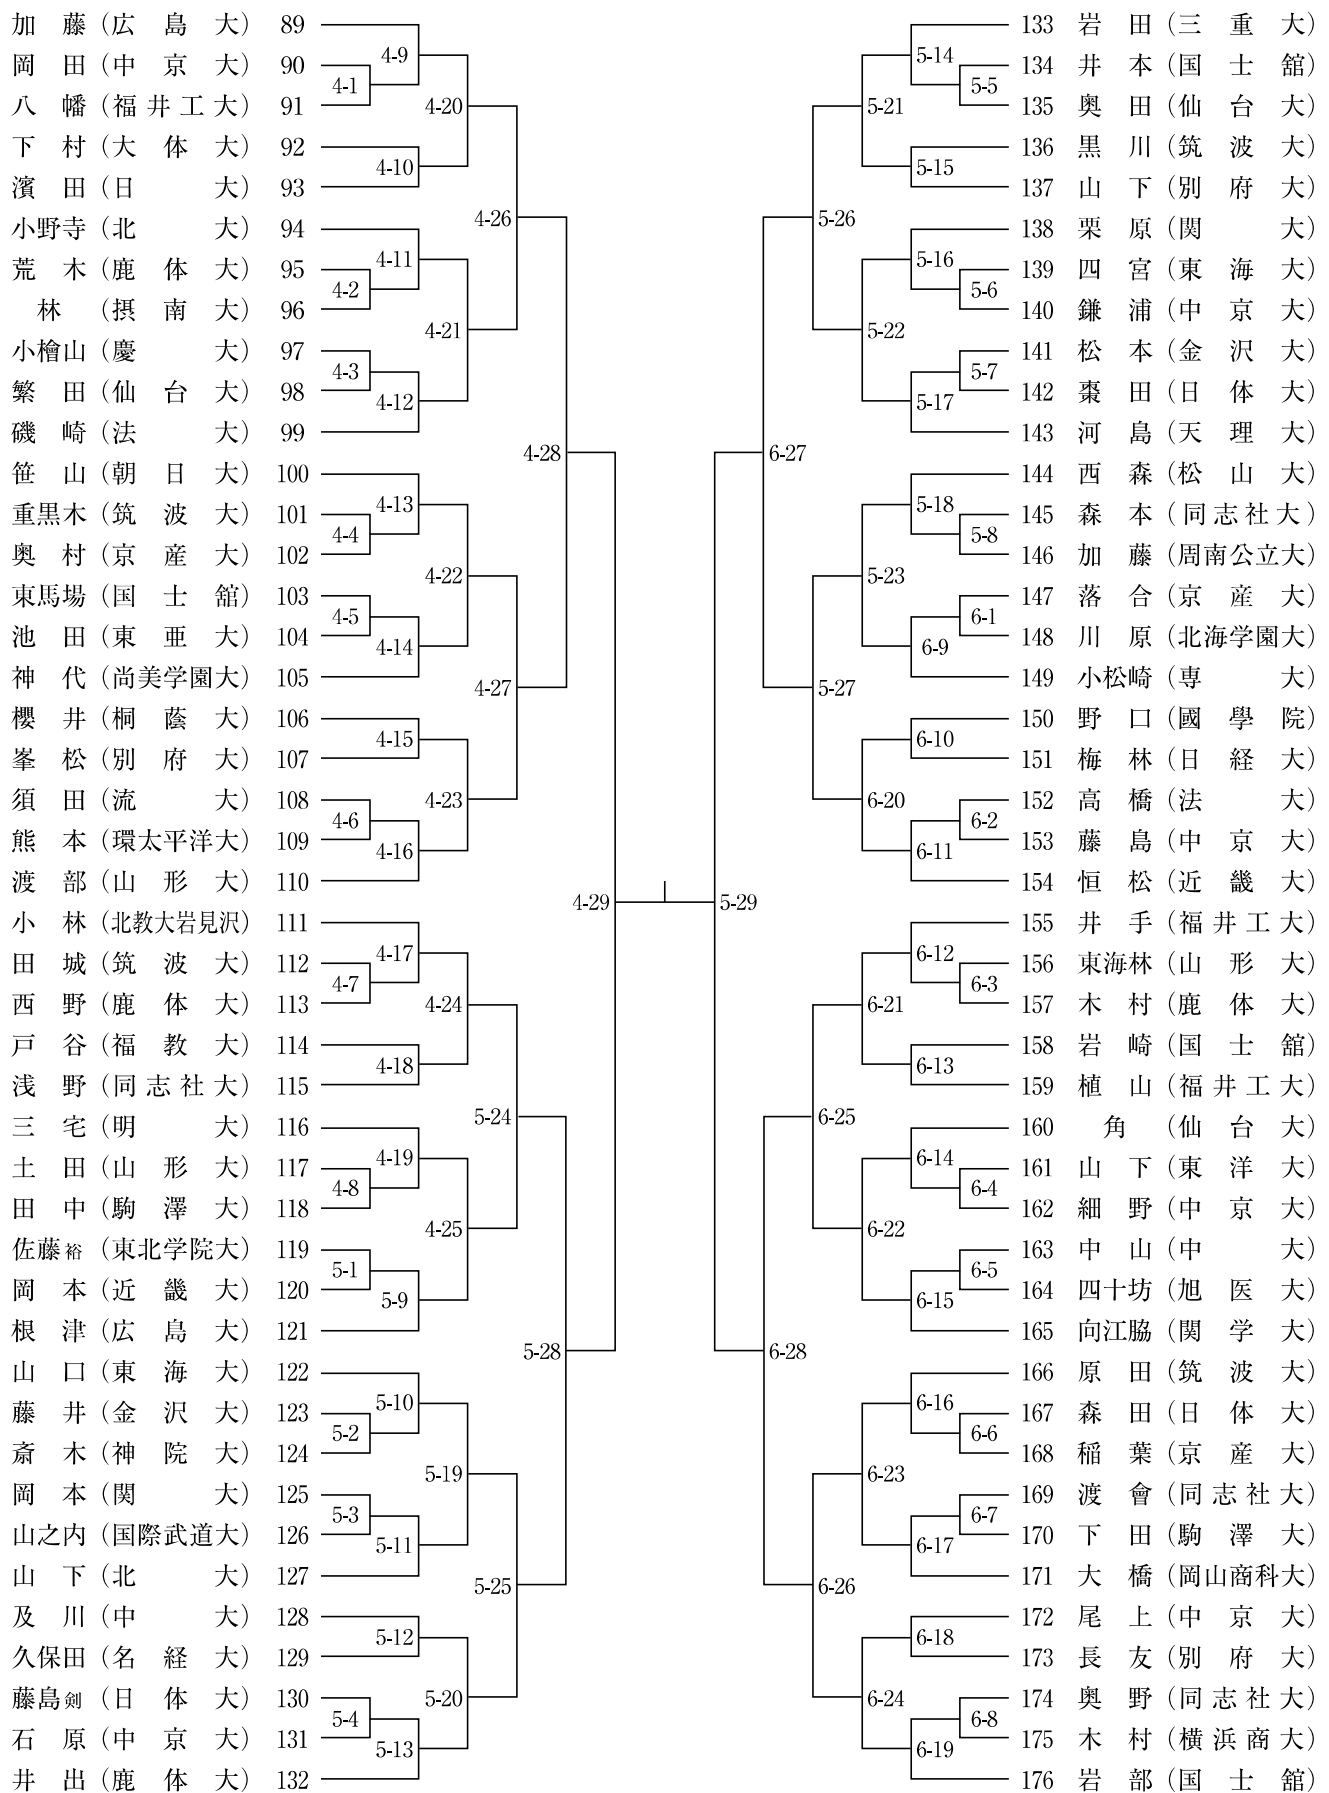 加藤（広島大） 89
岡田（中京大） 90
八幡（福井工大） 91
下村（大体大） 92
濱田（日大） 93
小野寺（北大） 94
荒木（鹿体大） 95
林（摂南大） 96
小檜山（慶大） 97
繁田（仙台大） 98
磯崎（法大） 99
笹山（朝日大） 100
重黒木（筑波大） 101
奥村（京産大） 102
東馬場（国士舘） 103
池田（東亜大） 104
神代（尚美学園大） 105
櫻井（桐蔭大） 106
峯松（別府大） 107
須田（流大） 108
熊本（環太平洋大） 109
渡部（山形大） 110
小林（北教大岩見沢） 111
田城（筑波大） 112
西野（鹿体大） 113
戸谷（福教大） 114
浅野（同志社大） 115
三宅（明大） 116
土田（山形大） 117
田中（駒澤大） 118
佐藤裕（東北学院大） 119
岡本（近畿大） 120
根津（広島大） 121
山口（東海大） 122
藤井（金沢大） 123
斎木（神院大） 124
岡本（関大） 125
山之内（国際武道大） 126
山下（北大） 127
及川（中大） 128
久保田（名経大） 129
藤島剣（日体大） 130
石原（中京大） 131
井出（鹿体大） 132
4-1
4-2
4-3
4-4
4-5
4-6
4-7
4-8
5-1
5-2
5-3
5-4
4-9
4-10
4-11
4-12
4-13
4-14
4-15
4-16
4-17
4-18
4-19
5-9
5-10
5-11
5-12
5-13
4-20
4-21
4-22
4-23
4-24
4-25
5-19
5-20
4-26
4-27
5-24
5-25
4-28
5-28
4-29
5-29
6-27
6-28
5-26
5-27
6-25
6-26
5-21
5-22
5-23
6-20
6-21
6-22
6-23
6-24
5-14
5-15
5-16
5-17
5-18
6-9
6-10
6-11
6-12
6-13
6-14
6-15
6-16
6-17
6-18
6-19
5-5
5-6
5-7
5-8
6-1
6-2
6-3
6-4
6-5
6-6
6-7
6-8
133 岩田（三重大）
134 井本（国士舘）
135 奥田（仙台大）
136 黒川（筑波大）
137 山下（別府大）
138 栗原（関大）
139 四宮（東海大）
140 鎌浦（中京大）
141 松本（金沢大）
142 棗田（日体大）
143 河島（天理大）
144 西森（松山大）
145 森本（同志社大）
146 加藤（周南公立大）
147 落合（京産大）
148 川原（北海学園大）
149 小松崎（専大）
150 野口（國學院）
151 梅林（日経大）
152 高橋（法大）
153 藤島（中京大）
154 恒松（近畿大）
155 井手（福井工大）
156 東海林（山形大）
157 木村（鹿体大）
158 岩崎（国士舘）
159 植山（福井工大）
160 角（仙台大）
161 山下（東洋大）
162 細野（中京大）
163 中山（中大）
164 四十坊（旭医大）
165 向江脇（関学大）
166 原田（筑波大）
167 森田（日体大）
168 稲葉（京産大）
169 渡會（同志社大）
170 下田（駒澤大）
171 大橋（岡山商科大）
172 尾上（中京大）
173 長友（別府大）
174 奥野（同志社大）
175 木村（横浜商大）
176 岩部（国士舘）